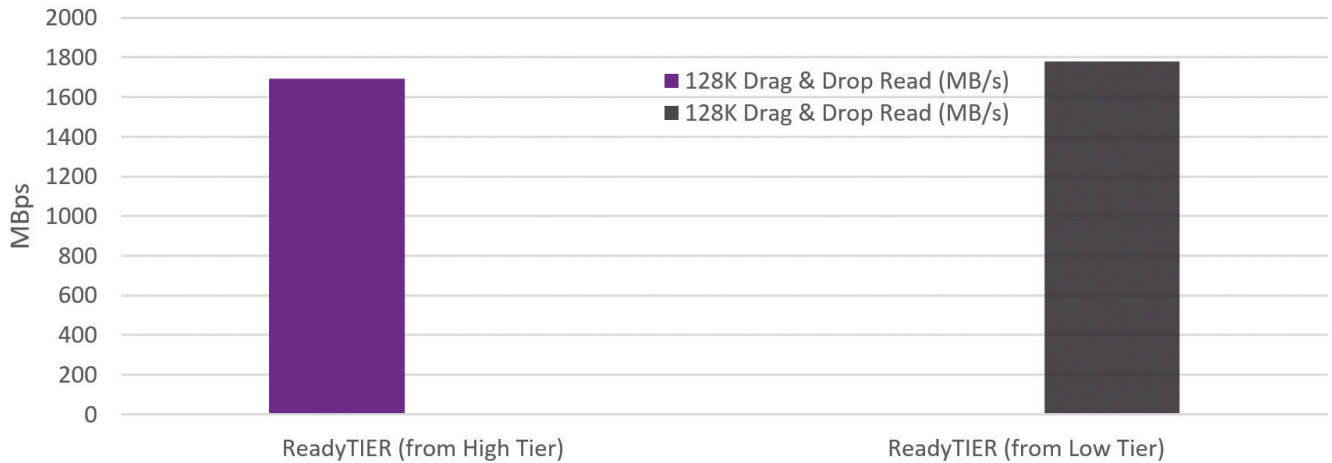 2000
1800
1600
1400
1200
1000
800
600
400
200
0
MBps
128K Drag & Drop Read (MB/s)
128K Drag & Drop Read (MB/s)
ReadyTIER (from High Tier)
ReadyTIER (from Low Tier)